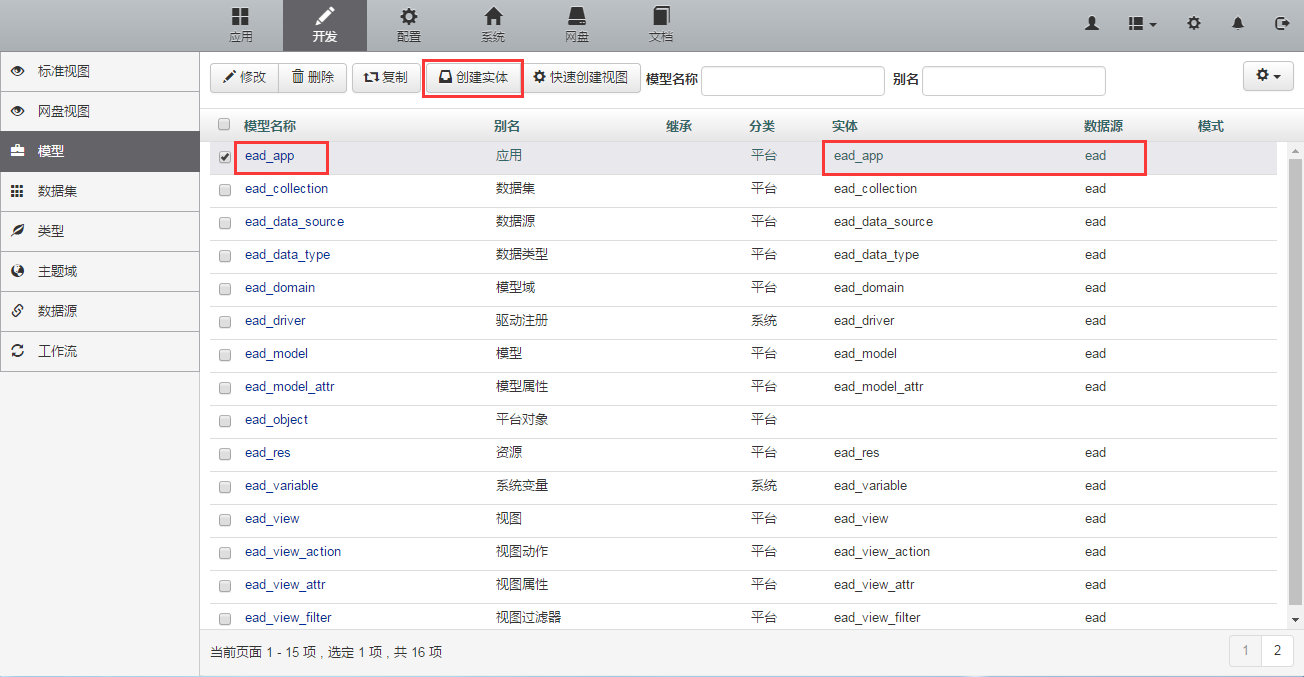 应用 开发 配置 系统 网盘 文档
标准视图
网盘视图
模型
数据集
类型
主题域
数据源
工作流
修改 删除 复制 创建实体 快速创建视图 模型名称 别名
模型名称 别名 继承 分类 实体 数据源 模式
ead_app 应用 平台 ead_app ead
ead_collection 数据集 平台 ead_collection ead
ead_data_source 数据源 平台 ead_data_source ead
ead_data_type 数据类型 平台 ead_data_type ead
ead_domain 模型域 平台 ead_domain ead
ead_driver 驱动注册 系统 ead_driver ead
ead_model 模型 平台 ead_model ead
ead_model_attr 模型属性 平台 ead_model_attr ead
ead_object 平台对象 平台
ead_res 资源 平台 ead_res ead
ead_variable 系统变量 系统 ead_variable ead
ead_view 视图 平台 ead_view ead
ead_view_action 视图动作 平台 ead_view_action ead
ead_view_attr 视图属性 平台 ead_view_attr ead
ead_view_filter 视图过滤器 平台 ead_view_filter ead
当前页面 1 - 15 项 , 选定 1 项 , 共 16 项 1 2